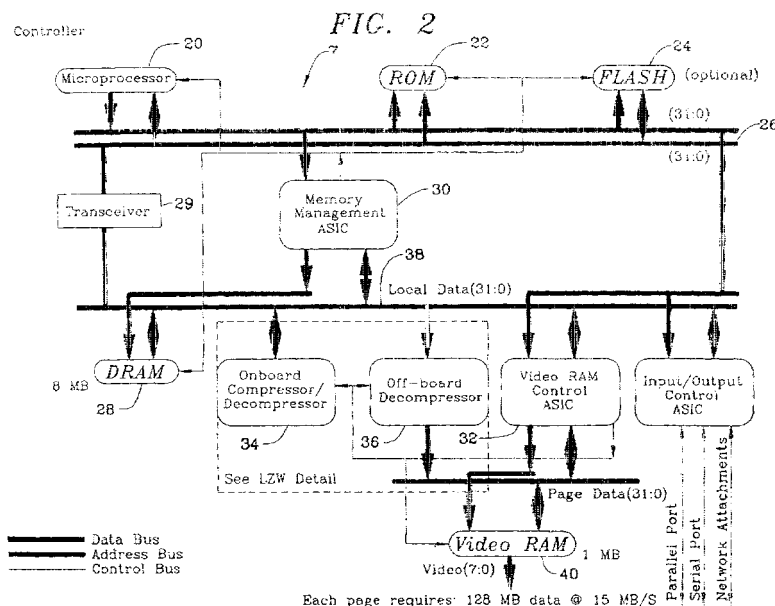 FIG. 2
Controller
20
22
24
7
Microprocessor
ROM
FLASH
(optional)
(31:0)
26
(31:0)
Transceiver
29
30
Memory
Management
ASIC
38
Local Data(31:0)
8 MB
DRAM
28
Onboard
Compressor/
Decompressor
34
Off-board
Decompressor
36
Video RAM
Control
ASIC
32
Input/Output
Control
ASIC
See LZW Detail
Page Data(31:0)
Parallel Port
Serial Port
Network Attachments
Data Bus
Address Bus
Control Bus
Video RAM
1 MB
Video(7:0)
40
Each page requires 128 MB data @ 15 MB/S